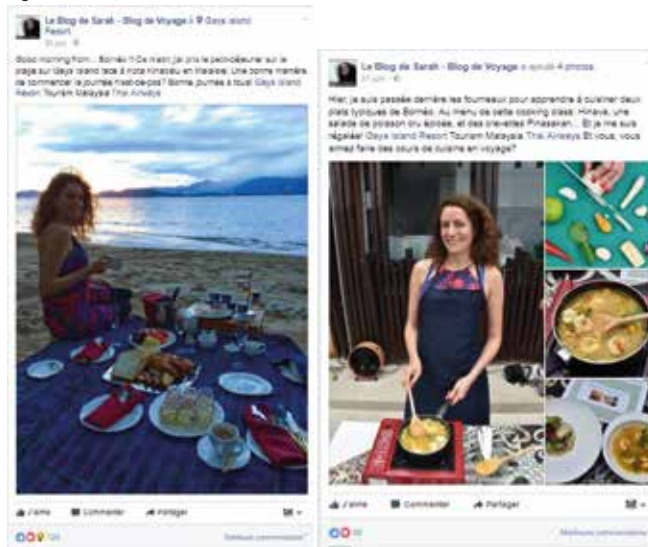 Le Blog de Sarah - Blog de Voyage à Gaya Island
Resort
Good morning from... Bornéo !! Ce matin j'ai pris le petit-déjeuner sur la
plage sur Gaya Island face à Kinabalu en Malaisie. Une bonne manière
de commencer la journée n'est-ce pas? Bonne journée à tous! Gaya Island
Resort Tourism Malaysia Thai Airways
J'aime Commenter Partager
Le Blog de Sarah - Blog de Voyage a ajouté 4 photos.
Hier, je suis passée derrière les fourneaux pour apprendre à cuisiner deux
plats typiques de Bornéo. Au menu de cette cooking class: Hinava, une
salade de poisson cru épicée, et des crevettes Pinasakan... Et je me suis
régalée! Gaya Island Resort Tourism Malaysia Thai Airways Et vous, vous
aimez faire des cours de cuisine en voyage?
J'aime Commenter Partager